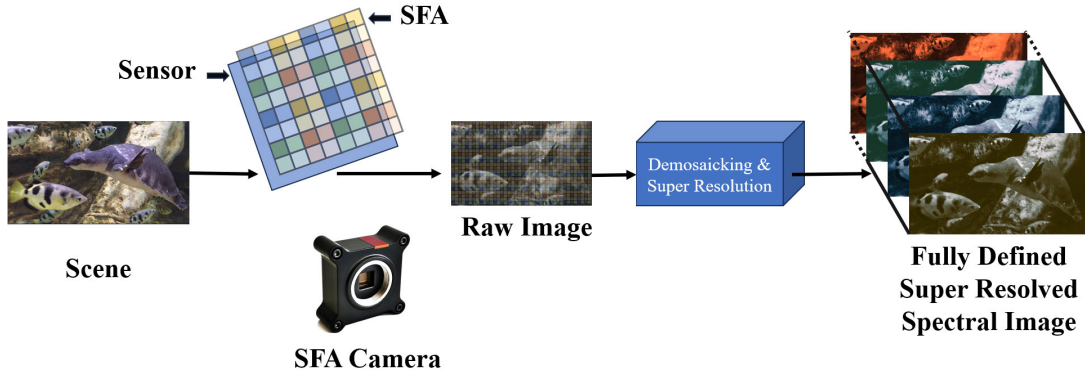 SFA
Sensor
Demosaicking &
Super Resolution
Raw Image
Scene
SFA Camera
Fully Defined
Super Resolved
Spectral Image